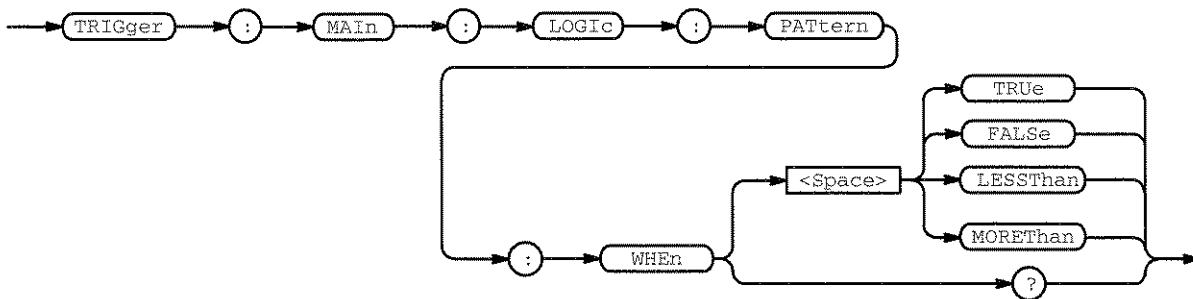 TRIGger : MAIn : LOGIc : PATtern
TRUe
FALSe
<Space>
LESSThan
MOREThan
: WHEn
?